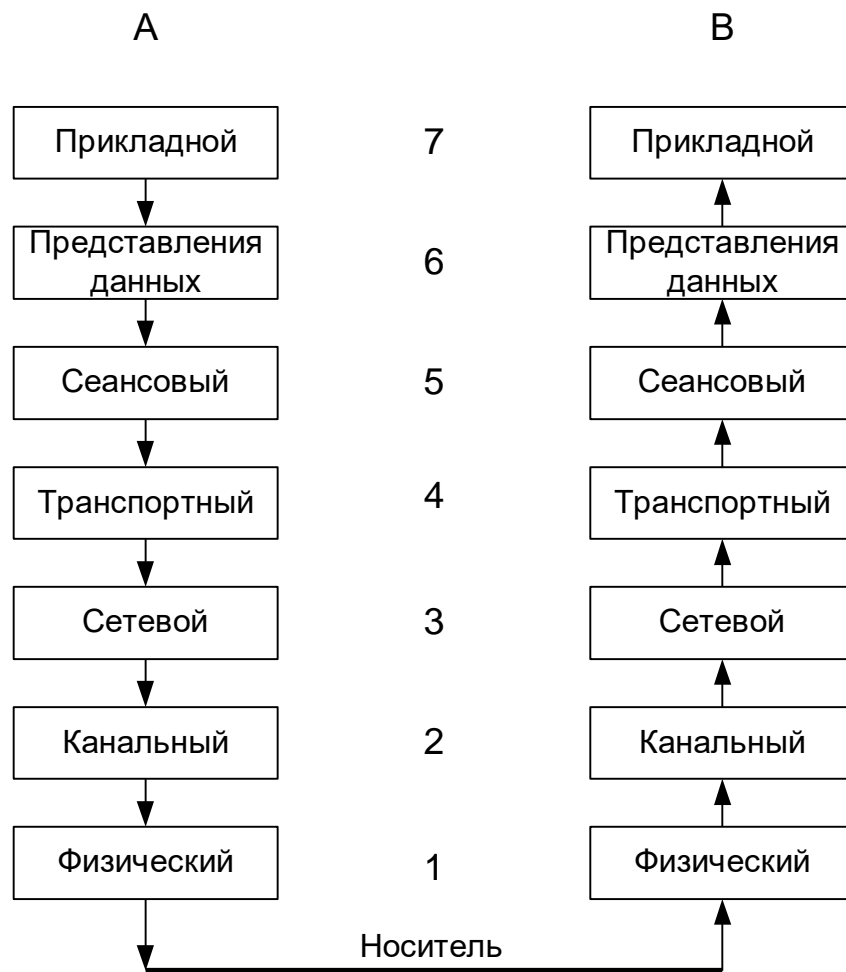 A B
Прикладной 7 Прикладной
Представления
данных 6 Представления
данных
Сеансовый 5 Сеансовый
Транспортный 4 Транспортный
Сетевой 3 Сетевой
Канальный 2 Канальный
Физический 1 Физический
Носитель